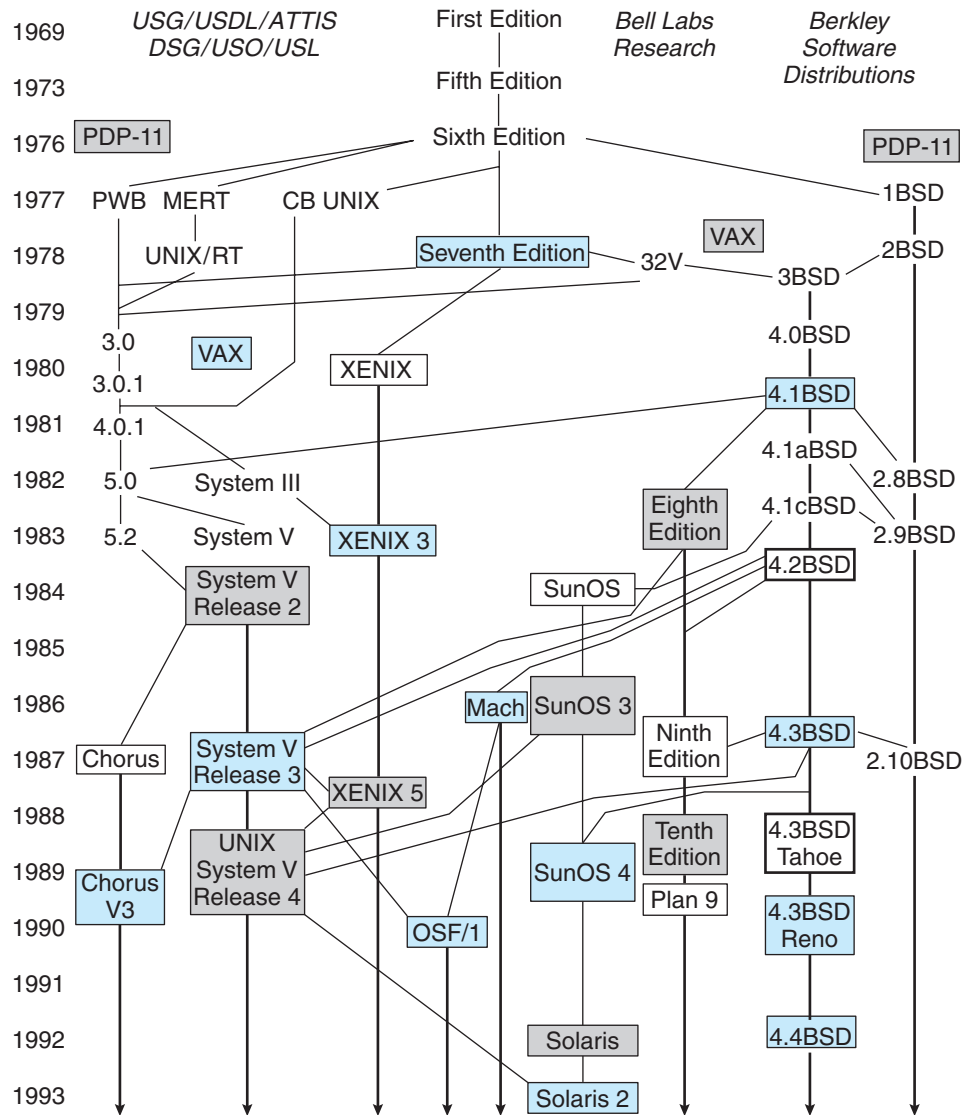 1969
USG/USDL/ATTIS
DSG/USO/USL
First Edition
Bell Labs
Research
Berkley
Software
Distributions
1973
Fifth Edition
1976
PDP-11
Sixth Edition
PDP-11
1977
PWB
MERT
CB UNIX
1BSD
1978
UNIX/RT
Seventh Edition
32V
VAX
3BSD
2BSD
1979
3.0
VAX
4.0BSD
1980
3.0.1
XENIX
4.1BSD
1981
4.0.1
4.1aBSD
1982
5.0
System III
2.8BSD
Eighth
Edition
4.1cBSD
1983
5.2
System V
XENIX 3
2.9BSD
4.2BSD
1984
System V
Release 2
SunOS
1985
1986
Mach
SunOS 3
1987
Chorus
System V
Release 3
Ninth
Edition
4.3BSD
2.10BSD
XENIX 5
1988
UNIX
System V
Release 4
Tenth
Edition
4.3BSD
Tahoe
1989
Chorus
V3
SunOS 4
Plan 9
1990
OSF/1
4.3BSD
Reno
1991
1992
Solaris
4.4BSD
1993
Solaris 2